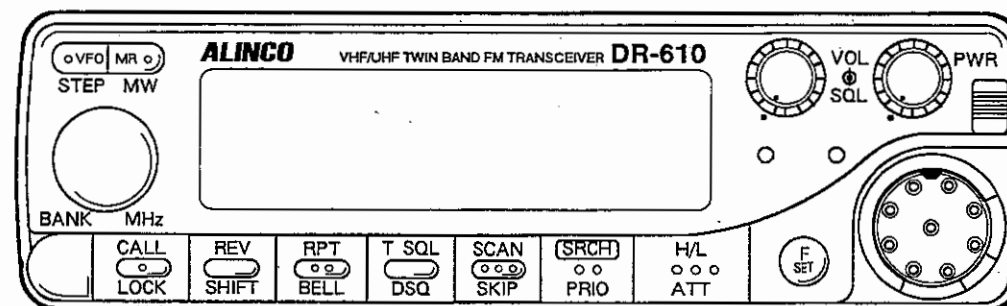 VFO MR ALINCO VHF/UHF TWIN BAND FM TRANSCEIVER DR-610 VOL PWR
STEP MW SQL
BANK MHz
CALL REV RPT T SQL SCAN SRCH H/L F
LOCK SHIFT BELL DSQ SKIP PRIO ATT SET